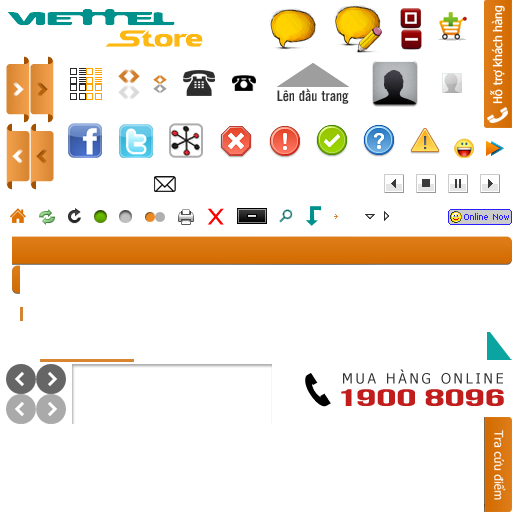 VIETTEL
Store
Hỗ trợ khách hàng
Lên đầu trang
Online Now
MUA HÀNG ONLINE
1900 8096
Tra cứu điểm